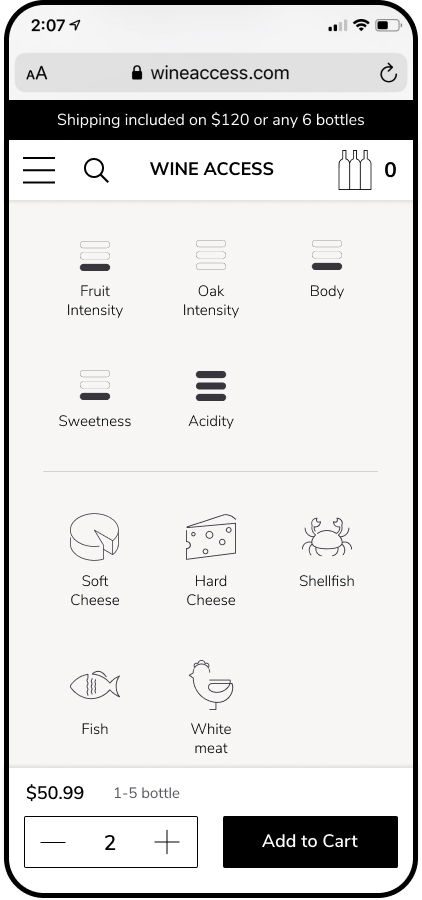 2:07
AA wineaccess.com
Shipping included on $120 or any 6 bottles
WINE ACCESS 0
Fruit
Intensity
Oak
Intensity
Body
Sweetness
Acidity
Soft
Cheese
Hard
Cheese
Shellfish
Fish
White
meat
$50.99 1-5 bottle
2
Add to Cart